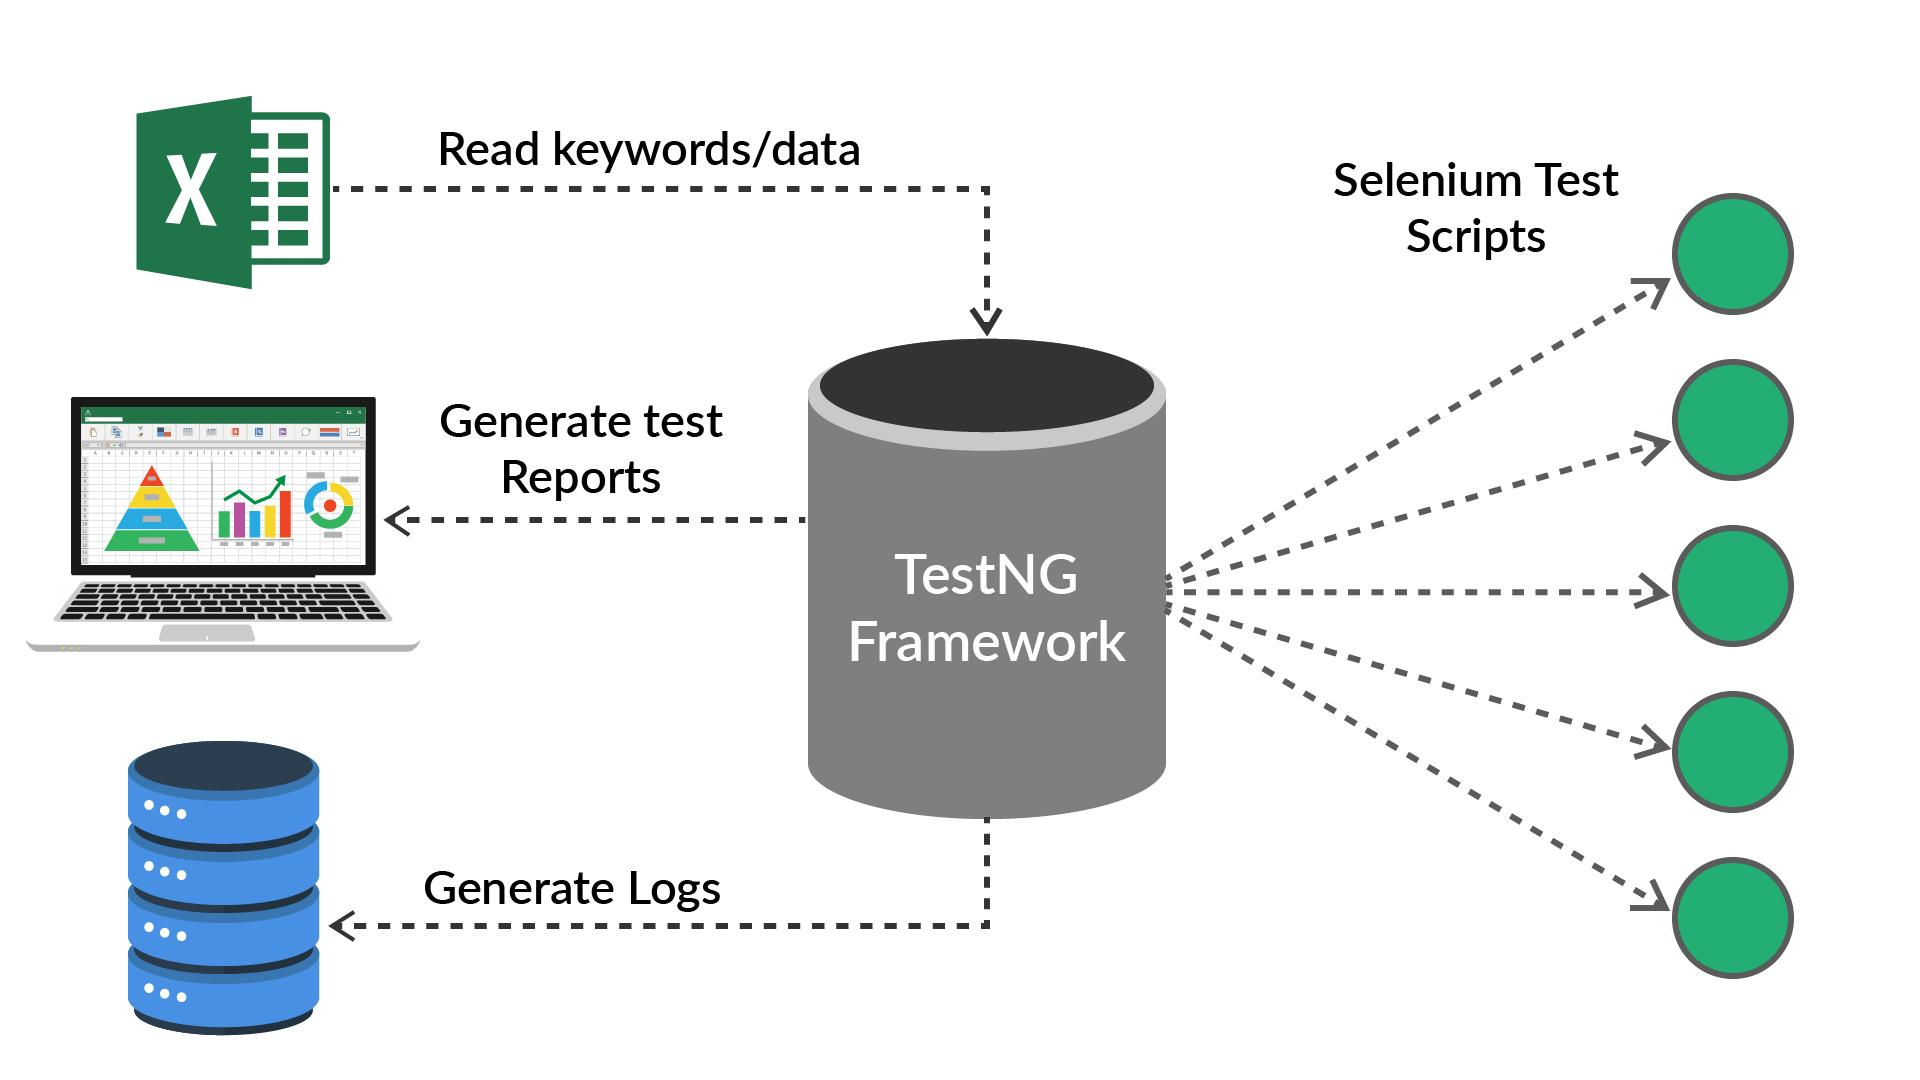 X
Read keywords/data
Selenium Test
Scripts
Generate test
Reports
TestNG
Framework
Generate Logs